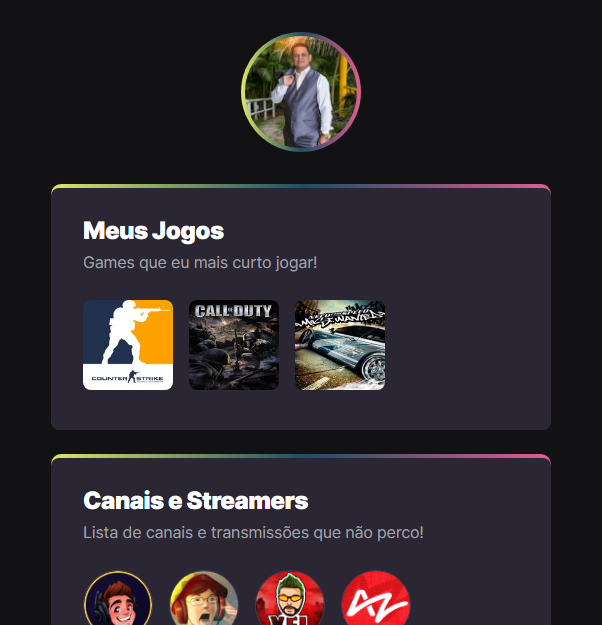 Meus Jogos
Games que eu mais curto jogar!
COUNTER STRIKE
CALL OF DUTY
Canais e Streamers
Lista de canais e transmissões que não perco!